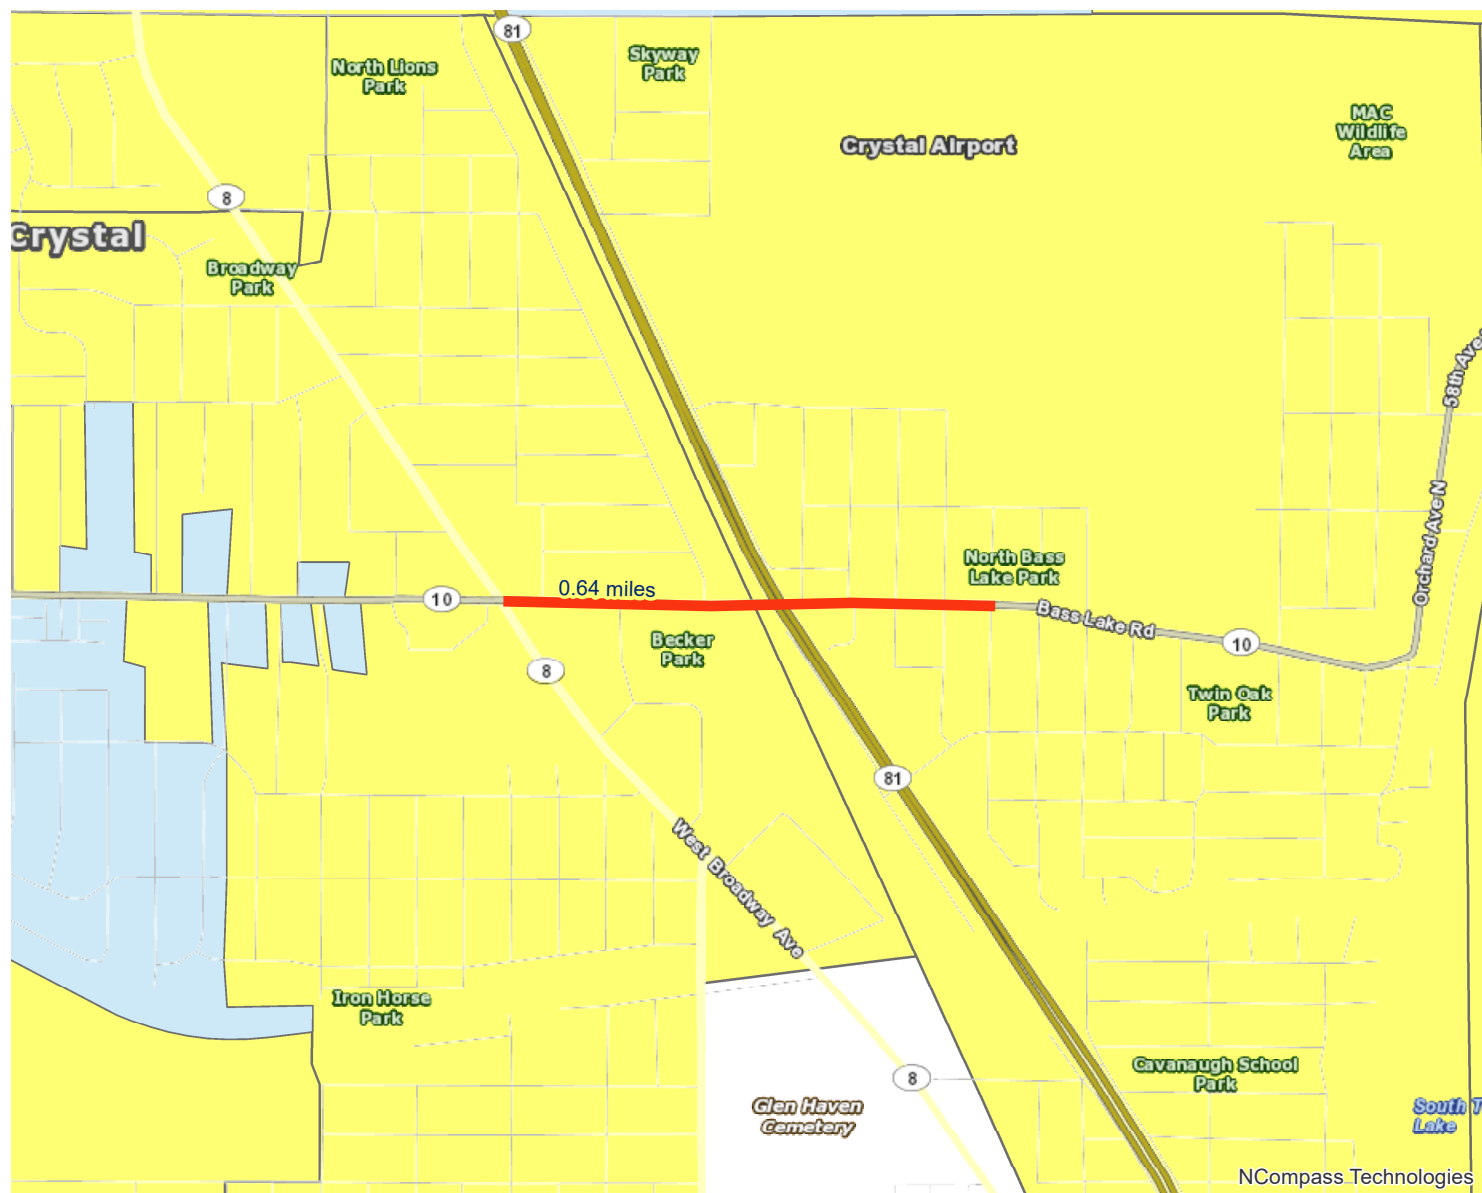 81
North Lions
Park
Skyway
Park
Crystal Airport
MAC
Wildlife
Area
8
Crystal
Broadway
Park
58th Ave
Orchard Ave N
North Bass
Lake Park
0.64 miles
10
Bass Lake Rd
10
Becker
Park
8
Twin Oak
Park
81
West Broadway Ave
Iron Horse
Park
Cavanaugh School
Park
8
Glen Haven
Cemetery
South T
Lake
NCompass Technologies